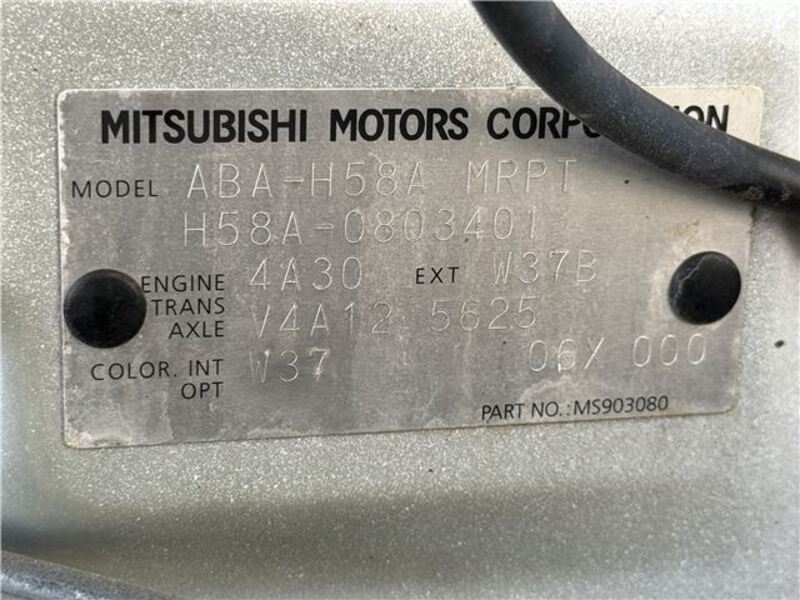 MITSUBISHI MOTORS CORPORATION
MODEL ABA-H58A MRPT
H58A-0803401
ENGINE 4A30 EXT W37B
TRANS AXLE V4A12 5625
COLOR. INT OPT W37 06X 000
PART NO.:MS903080